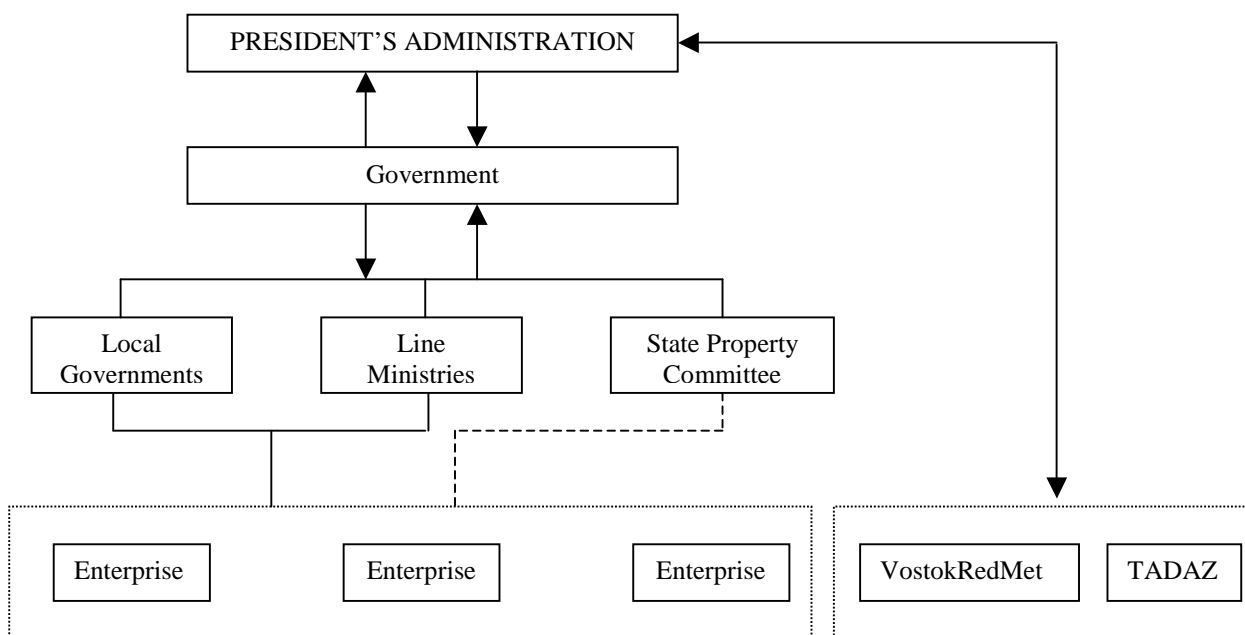 PRESIDENT’S ADMINISTRATION
Government
Local
Governments
Line
Ministries
State Property
Committee
Enterprise
Enterprise
Enterprise
VostokRedMet
TADAZ